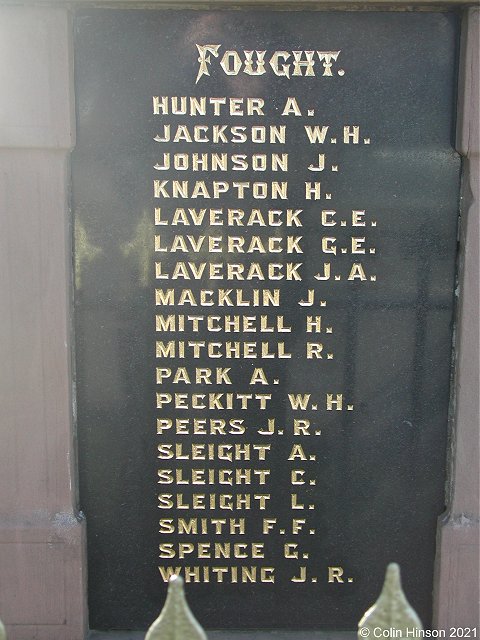 FOUGHT.
HUNTER A.
JACKSON W.H.
JOHNSON J.
KNAPTON H.
LAVERACK C.E.
LAVERACK G.E.
LAVERACK J.A.
MACKLIN J.
MITCHELL H.
MITCHELL R.
PARK A.
PECKITT W.H.
PEERS J.R.
SLEIGHT A.
SLEIGHT C.
SLEIGHT L.
SMITH F.F.
SPENCE G.
WHITING J.R.
© Colin Hinson 2021